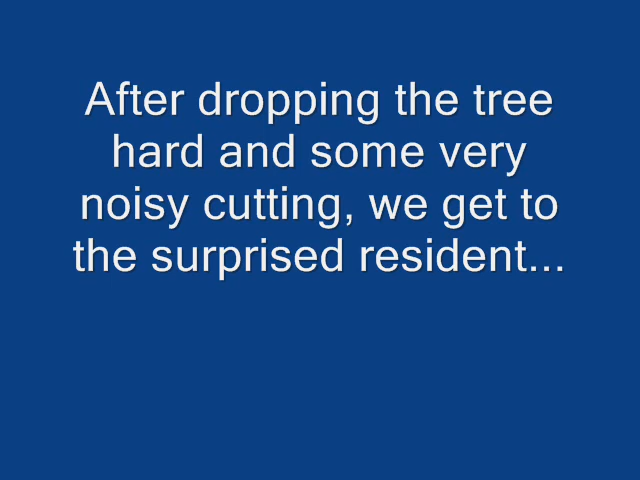 After dropping the tree
hard and some very
noisy cutting, we get to
the surprised resident...